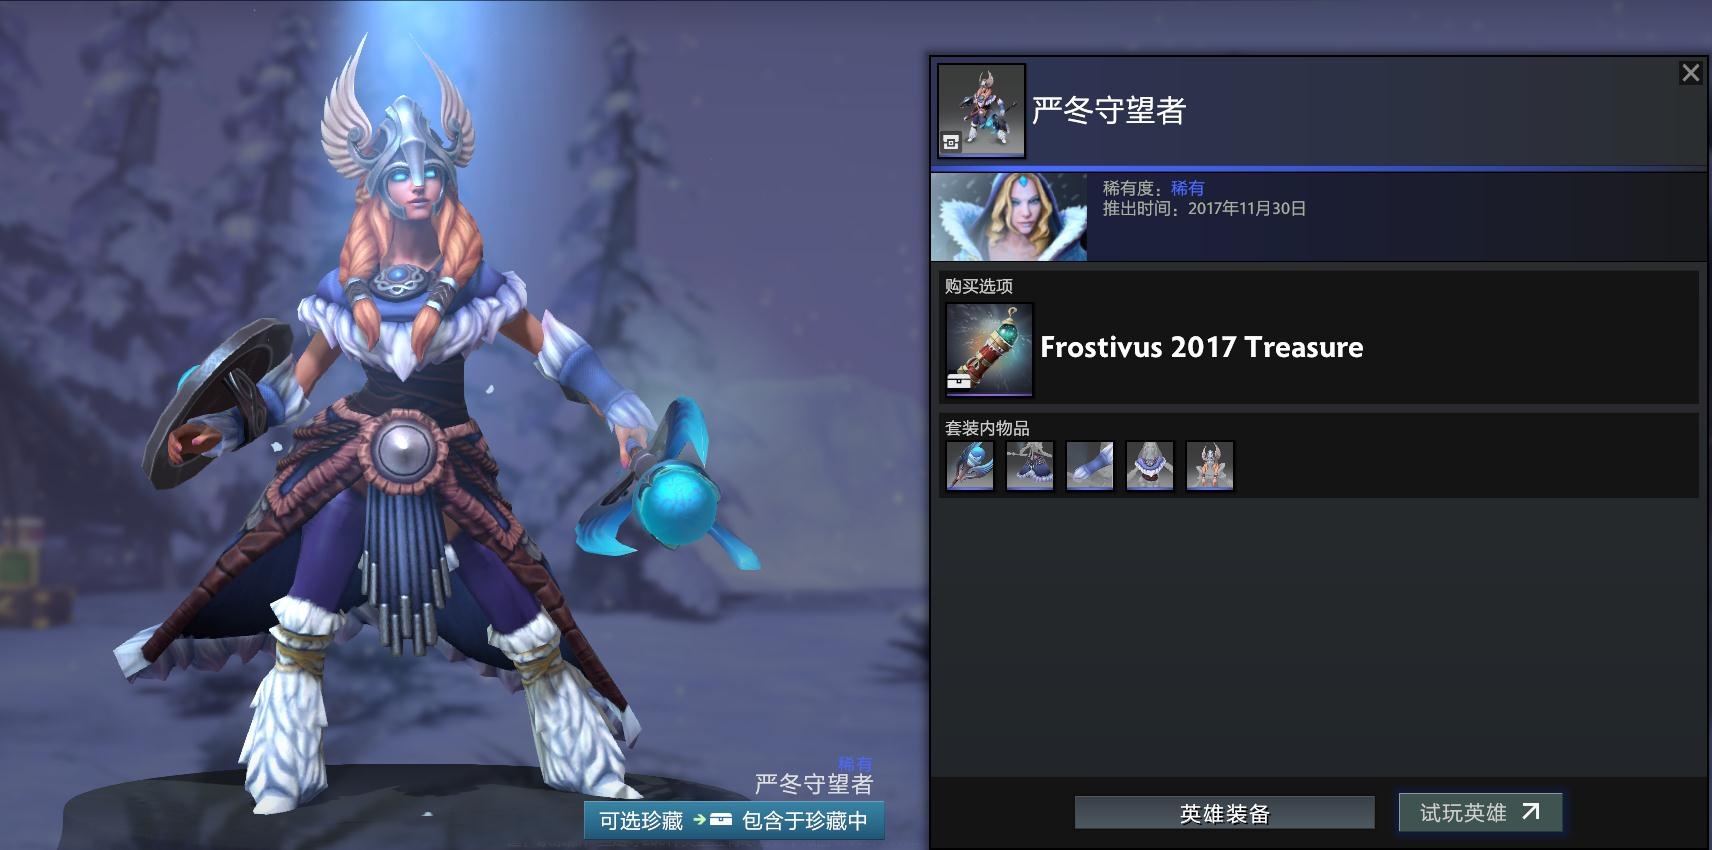 严冬守望者
稀有度：稀有
推出时间：2017年11月30日
购买选项
Frostivus 2017 Treasure
套装内物品
稀有
严冬守望者
可选珍藏 包含于珍藏中
英雄装备
试玩英雄